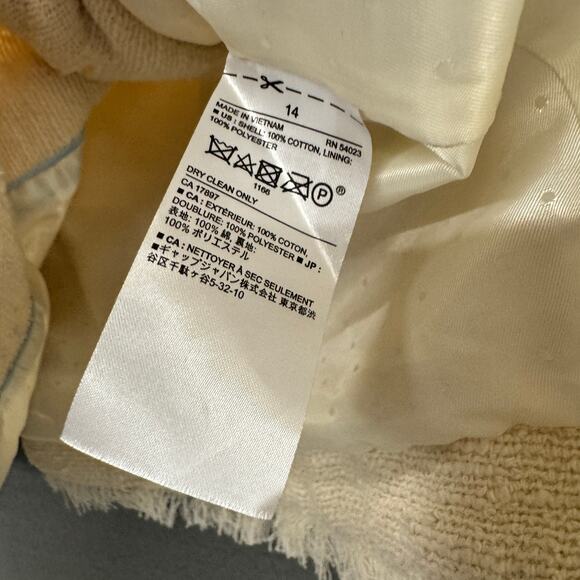 14
MADE IN VIETNAM RN 54023
■ US : SHELL: 100% COTTON, LINING:
100% POLYESTER
P ®
1166
DRY CLEAN ONLY
CA 17897
■ CA : EXTÉRIEUR: 100% COTON,
DOUBLURE: 100% POLYESTER ■ JP :
表地: 100% 綿, 裏地:
100% ポリエステル
■ CA : NETTOYER À SEC SEULEMENT
■ギャップジャパン株式会社 東京都渋
谷区千駄ヶ谷5-32-10